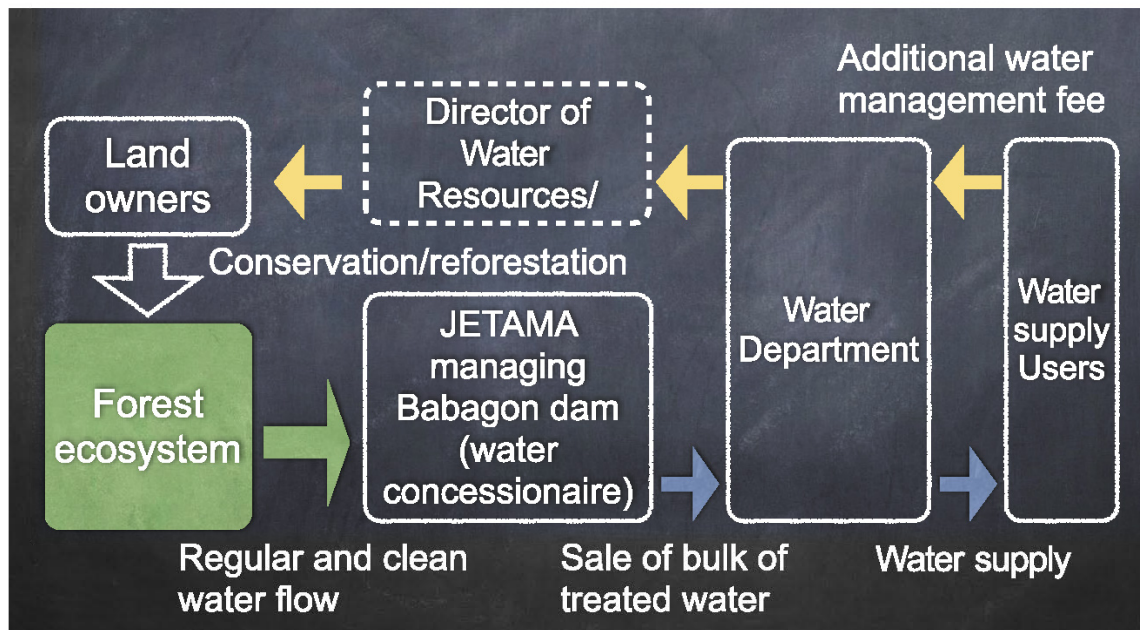 Additional water
management fee
Land
owners
Director of
Water
Resources/
Conservation/reforestation
Forest
ecosystem
JETAMA
managing
Babagon dam
(water
concessionaire)
Water
Department
Water
supply
Users
Regular and clean
water flow
Sale of bulk of
treated water
Water supply